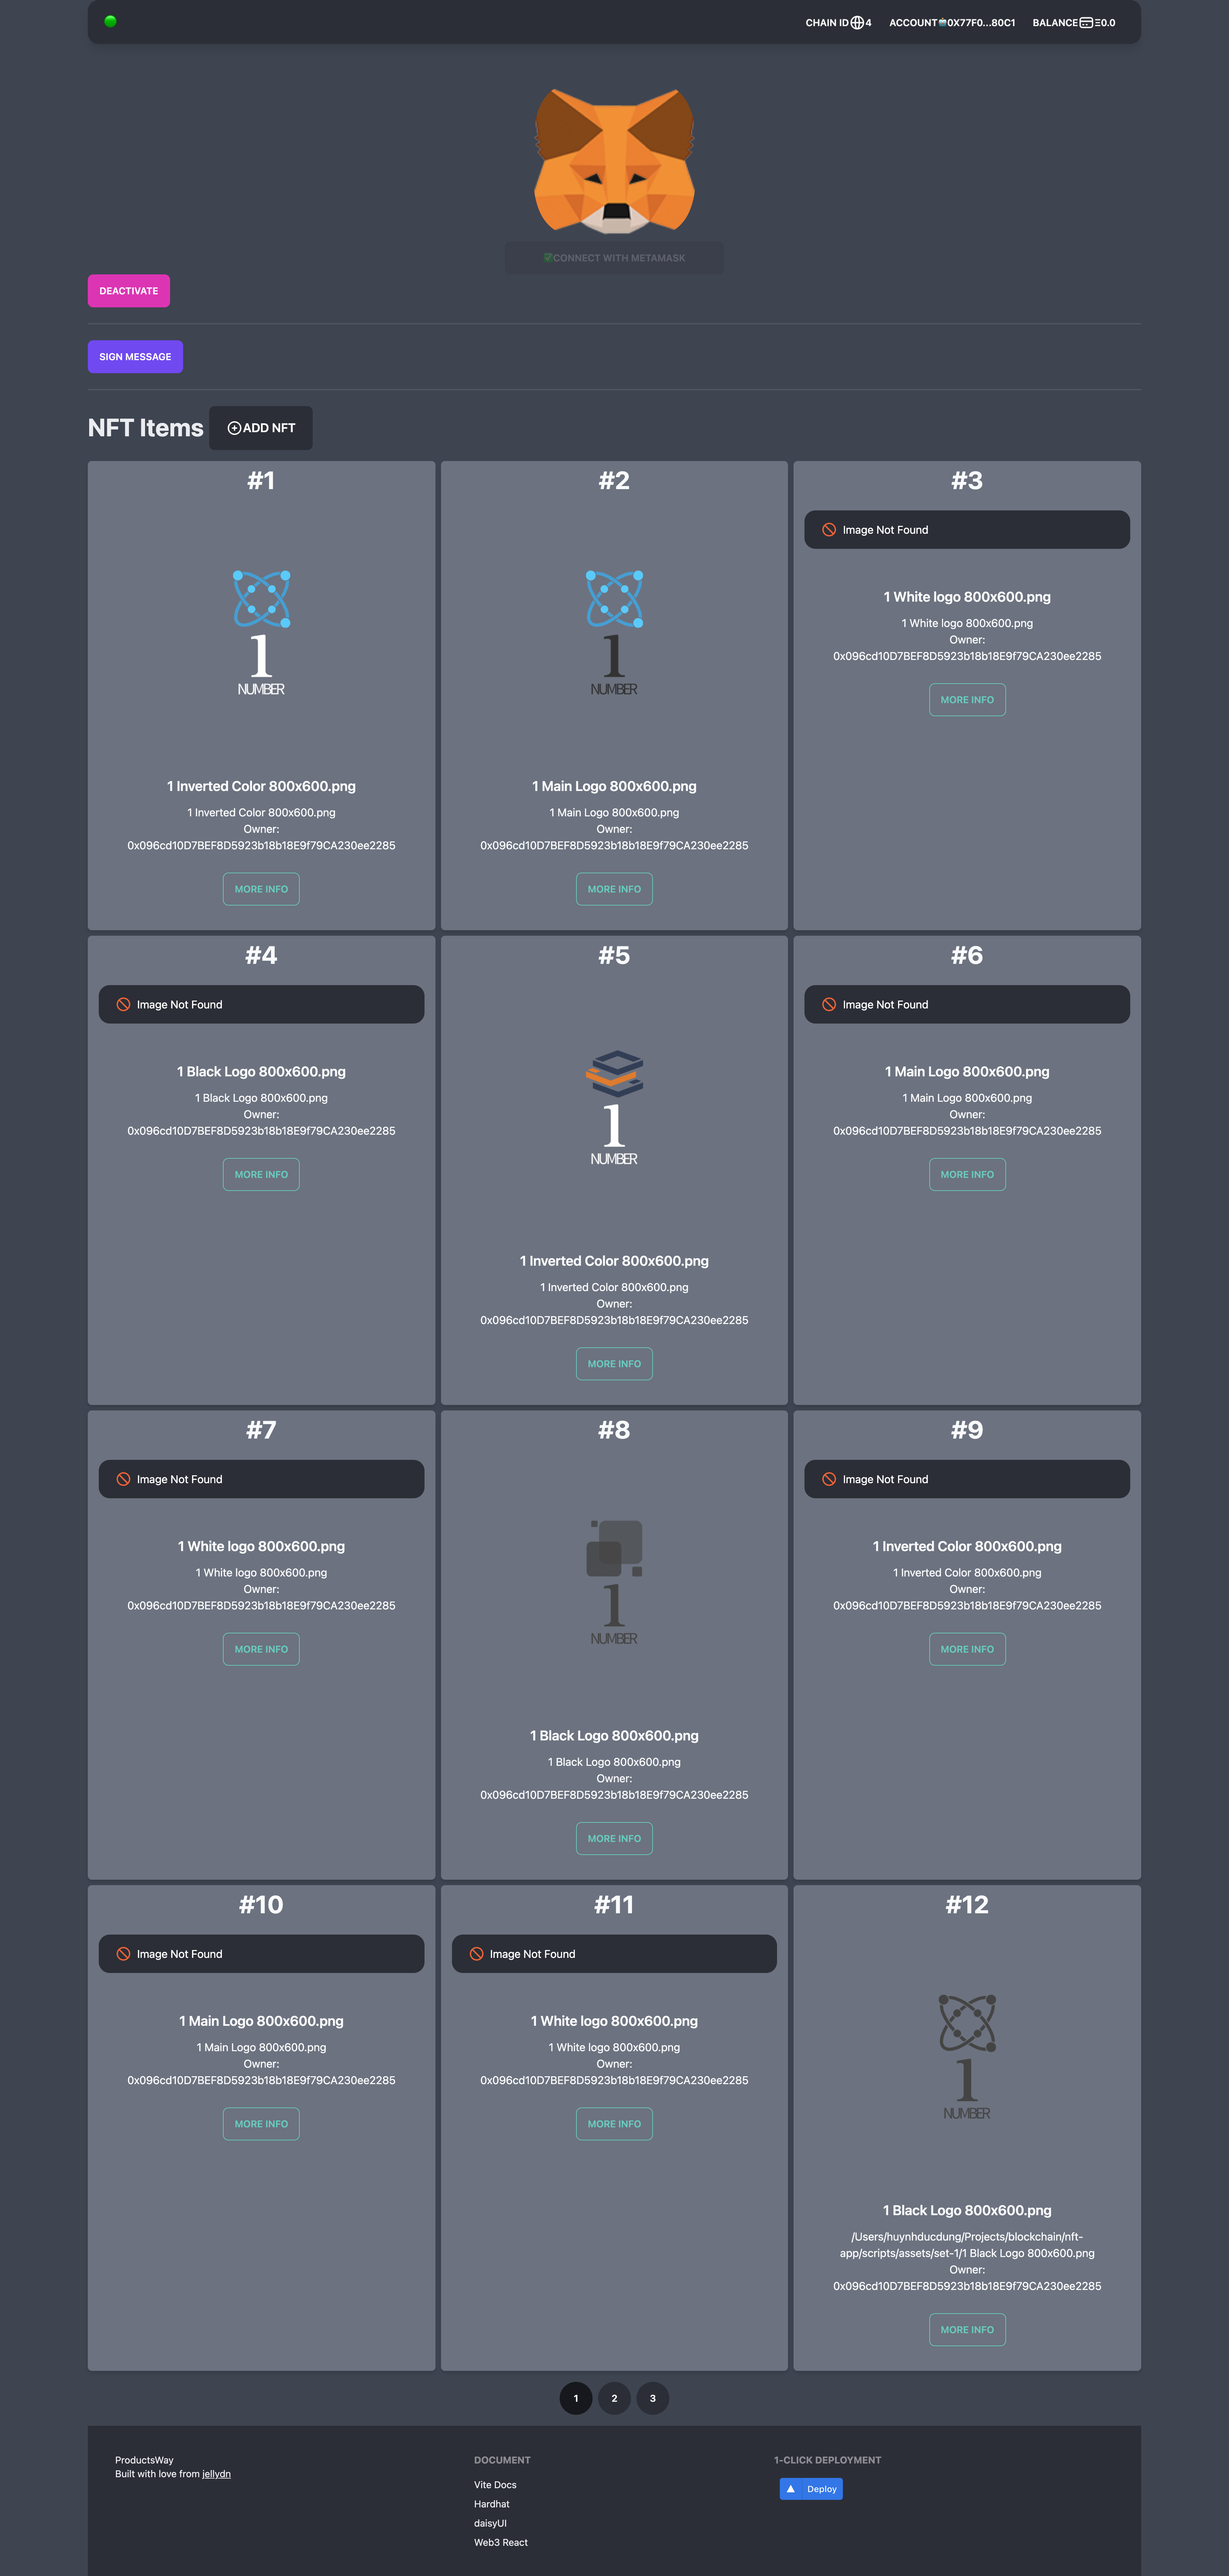 CHAIN ID 4 ACCOUNT 0X77F0...80C1 BALANCE Ξ0.0
CONNECT WITH METAMASK
DEACTIVATE
SIGN MESSAGE
NFT Items ADD NFT
#1
1
NUMBER
1 Inverted Color 800x600.png
1 Inverted Color 800x600.png
Owner:
0x096cd10D7BEF8D5923b18b18E9f79CA230ee2285
MORE INFO
#2
1
NUMBER
1 Main Logo 800x600.png
1 Main Logo 800x600.png
Owner:
0x096cd10D7BEF8D5923b18b18E9f79CA230ee2285
MORE INFO
#3
Image Not Found
1 White logo 800x600.png
1 White logo 800x600.png
Owner:
0x096cd10D7BEF8D5923b18b18E9f79CA230ee2285
MORE INFO
#4
Image Not Found
1 Black Logo 800x600.png
1 Black Logo 800x600.png
Owner:
0x096cd10D7BEF8D5923b18b18E9f79CA230ee2285
MORE INFO
#5
1
NUMBER
1 Inverted Color 800x600.png
1 Inverted Color 800x600.png
Owner:
0x096cd10D7BEF8D5923b18b18E9f79CA230ee2285
MORE INFO
#6
Image Not Found
1 Main Logo 800x600.png
1 Main Logo 800x600.png
Owner:
0x096cd10D7BEF8D5923b18b18E9f79CA230ee2285
MORE INFO
#7
Image Not Found
1 White logo 800x600.png
1 White logo 800x600.png
Owner:
0x096cd10D7BEF8D5923b18b18E9f79CA230ee2285
MORE INFO
#8
1
NUMBER
1 Black Logo 800x600.png
1 Black Logo 800x600.png
Owner:
0x096cd10D7BEF8D5923b18b18E9f79CA230ee2285
MORE INFO
#9
Image Not Found
1 Inverted Color 800x600.png
1 Inverted Color 800x600.png
Owner:
0x096cd10D7BEF8D5923b18b18E9f79CA230ee2285
MORE INFO
#10
Image Not Found
1 Main Logo 800x600.png
1 Main Logo 800x600.png
Owner:
0x096cd10D7BEF8D5923b18b18E9f79CA230ee2285
MORE INFO
#11
Image Not Found
1 White logo 800x600.png
1 White logo 800x600.png
Owner:
0x096cd10D7BEF8D5923b18b18E9f79CA230ee2285
MORE INFO
#12
1
NUMBER
1 Black Logo 800x600.png
/Users/huynhducdung/Projects/blockchain/nft-
app/scripts/assets/set-1/1 Black Logo 800x600.png
Owner:
0x096cd10D7BEF8D5923b18b18E9f79CA230ee2285
MORE INFO
1 2 3
ProductsWay
Built with love from jellydn
DOCUMENT
Vite Docs
Hardhat
daisyUI
Web3 React
1-CLICK DEPLOYMENT
Deploy